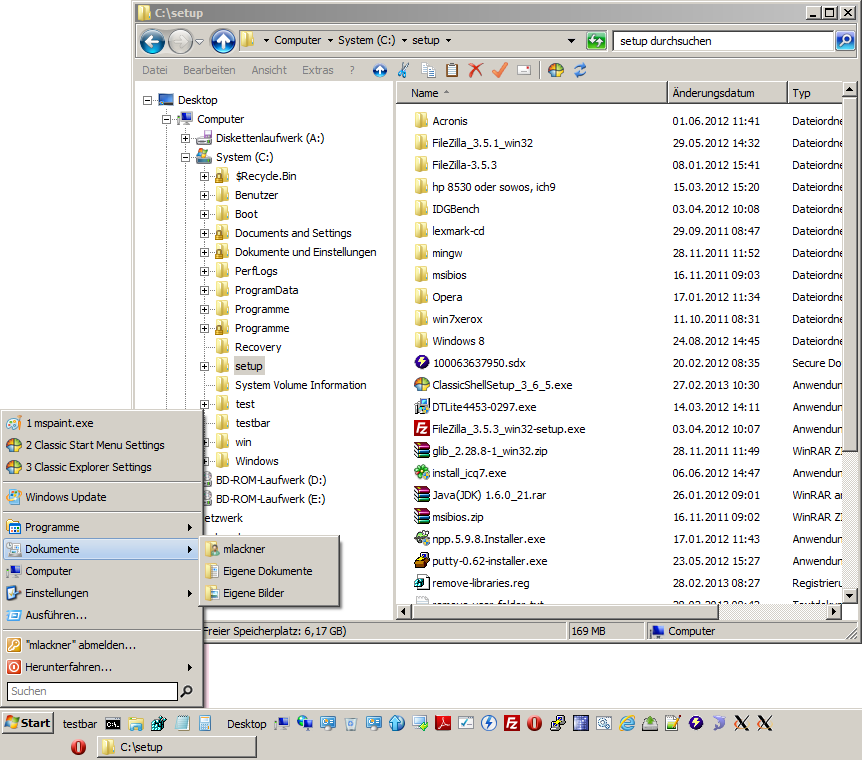 C:\setup
Computer
System (C:)
setup
setup durchsuchen
Datei Bearbeiten Ansicht Extras ?
Desktop
Computer
Diskettenlaufwerk (A:)
System (C:)
$Recycle.Bin
Benutzer
Boot
Documents and Settings
Dokumente und Einstellungen
PerfLogs
ProgramData
Programme
Programme
Recovery
setup
System Volume Information
test
testbar
win
Windows
BD-ROM-Laufwerk (D:)
BD-ROM-Laufwerk (E:)
etzwerk
Name Änderungsdatum Typ
Acronis 01.06.2012 11:41 Dateiordne
FileZilla_3.5.1_win32 29.05.2012 14:32 Dateiordne
FileZilla-3.5.3 08.01.2012 15:41 Dateiordne
hp 8530 oder sowos, ich9 15.03.2012 15:20 Dateiordne
IDGBench 03.04.2012 10:08 Dateiordne
lexmark-cd 29.09.2011 08:47 Dateiordne
mingw 28.11.2011 11:52 Dateiordne
msibios 16.11.2011 09:03 Dateiordne
Opera 17.01.2012 11:34 Dateiordne
win7xerox 11.10.2011 08:31 Dateiordne
Windows 8 24.08.2012 14:45 Dateiordne
100063637950.sdx 20.02.2012 08:35 Secure Do
ClassicShellSetup_3_6_5.exe 27.02.2013 10:30 Anwendun
DTLite4453-0297.exe 14.03.2012 14:11 Anwendun
FileZilla_3.5.3_win32-setup.exe 03.04.2012 10:07 Anwendun
glib_2.28.8-1_win32.zip 28.11.2011 11:49 WinRAR Z
install_icq7.exe 06.06.2012 14:47 Anwendun
Java(JDK) 1.6.0_21.rar 26.01.2012 09:01 WinRAR ar
msibios.zip 16.11.2011 09:02 WinRAR Z
npp.5.9.8.Installer.exe 17.01.2012 11:43 Anwendun
putty-0.62-installer.exe 23.05.2012 15:27 Anwendun
remove-libraries.reg 28.02.2013 08:27 Registrieru
Freier Speicherplatz: 6,17 GB)
169 MB
Computer
1 mspaint.exe
2 Classic Start Menu Settings
3 Classic Explorer Settings
Windows Update
Programme
Dokumente
Computer
Einstellungen
Ausführen...
"mlackner" abmelden...
Herunterfahren...
Suchen
mlackner
Eigene Dokumente
Eigene Bilder
Start testbar Desktop
C:\setup